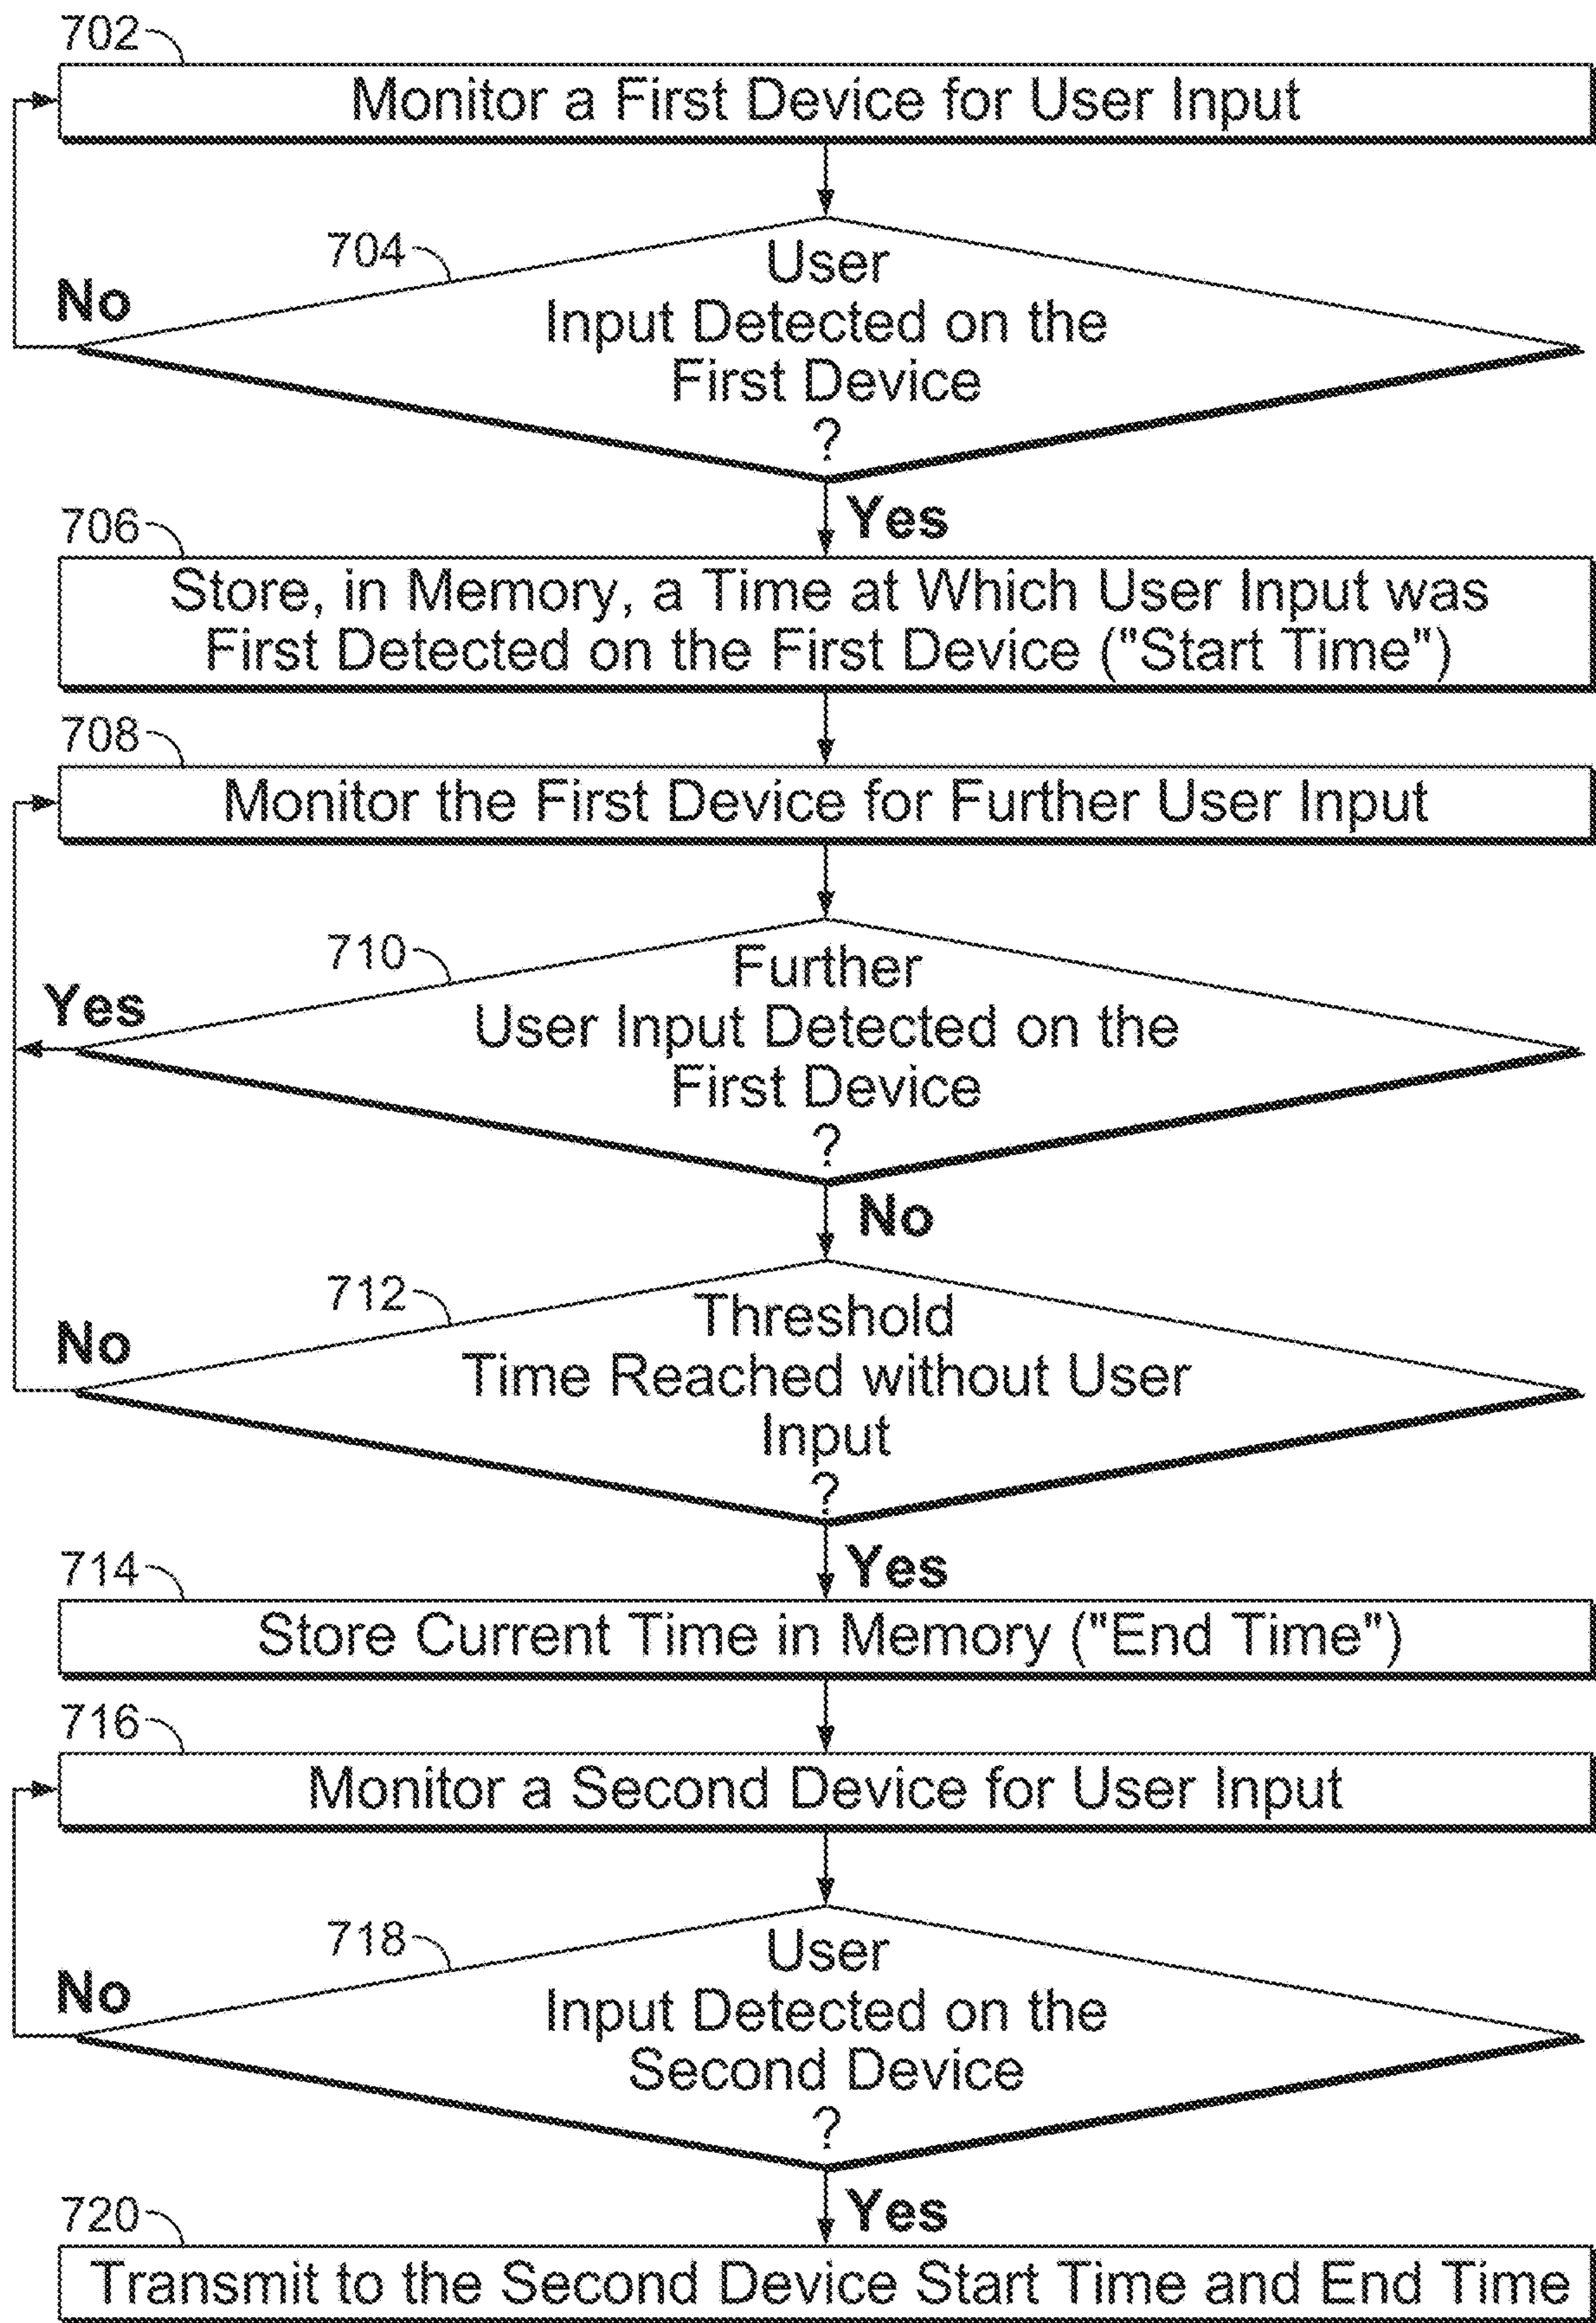 702
Monitor a First Device for User Input
704
User
Input Detected on the
First Device
?
No
Yes
706
Store, in Memory, a Time at Which User Input was
First Detected on the First Device ("Start Time")
708
Monitor the First Device for Further User Input
710
Further
User Input Detected on the
First Device
?
Yes
No
712
Threshold
Time Reached without User
Input
?
No
Yes
714
Store Current Time in Memory ("End Time")
716
Monitor a Second Device for User Input
718
User
Input Detected on the
Second Device
?
No
Yes
720
Transmit to the Second Device Start Time and End Time